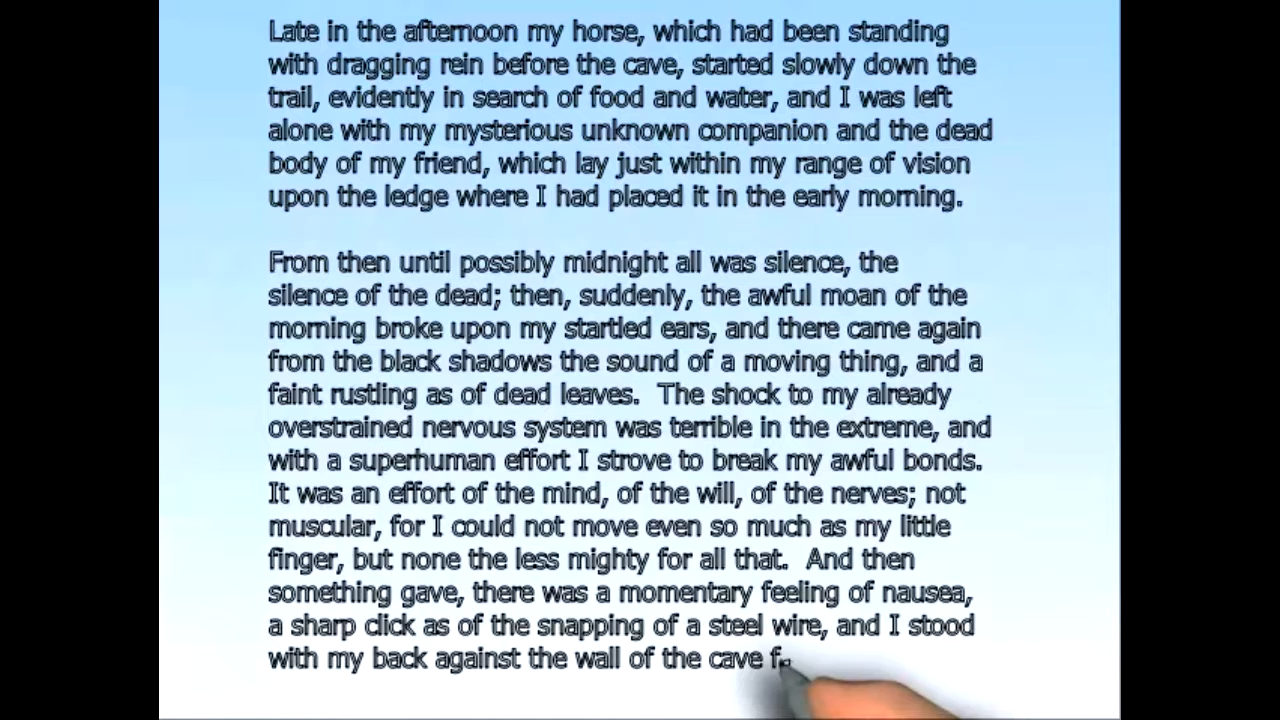 Late in the afternoon my horse, which had been standing
with dragging rein before the cave, started slowly down the
trail, evidently in search of food and water, and I was left
alone with my mysterious unknown companion and the dead
body of my friend, which lay just within my range of vision
upon the ledge where I had placed it in the early morning.
From then until possibly midnight all was silence, the
silence of the dead; then, suddenly, the awful moan of the
morning broke upon my startled ears, and there came again
from the black shadows the sound of a moving thing, and a
faint rustling as of dead leaves.  The shock to my already
overstrained nervous system was terrible in the extreme, and
with a superhuman effort I strove to break my awful bonds.
It was an effort of the mind, of the will, of the nerves; not
muscular, for I could not move even so much as my little
finger, but none the less mighty for all that.  And then
something gave, there was a momentary feeling of nausea,
a sharp click as of the snapping of a steel wire, and I stood
with my back against the wall of the cave